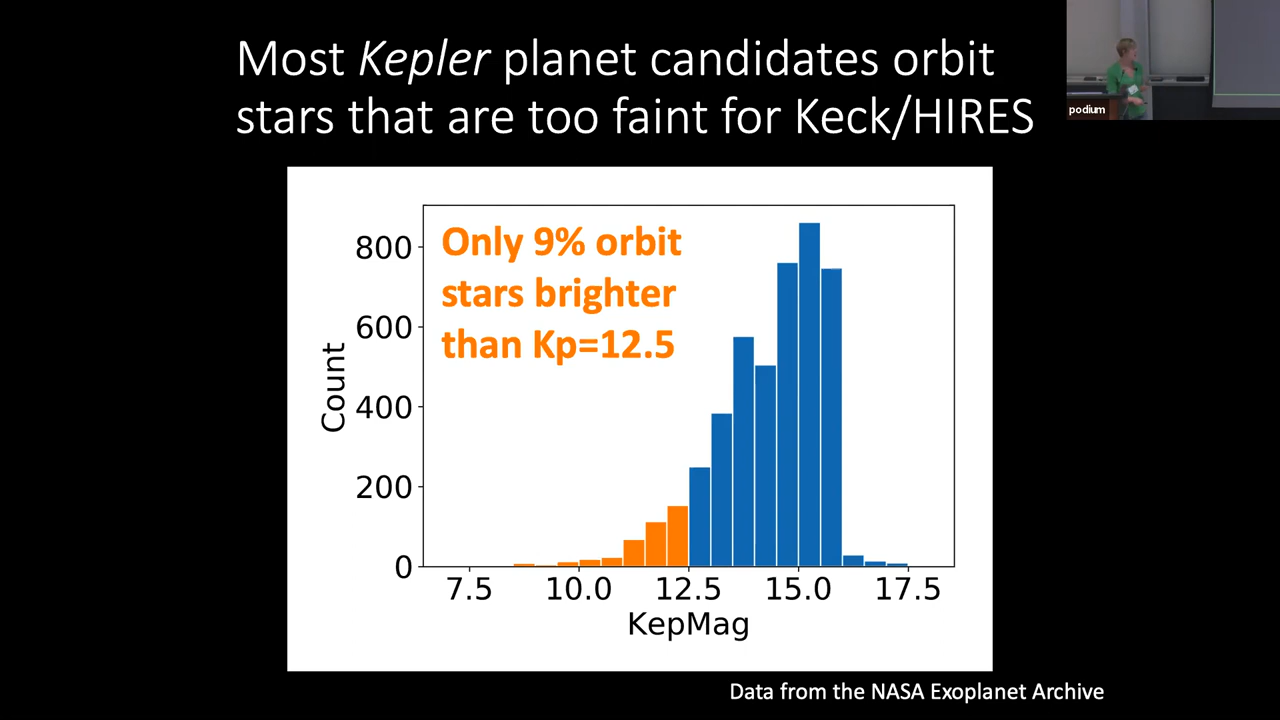 Most Kepler planet candidates orbit
stars that are too faint for Keck/HIRES
podium
Only 9% orbit
stars brighter
than Kp=12.5
800
600
400
200
0
Count
7.5 10.0 12.5 15.0 17.5
KepMag
Data from the NASA Exoplanet Archive